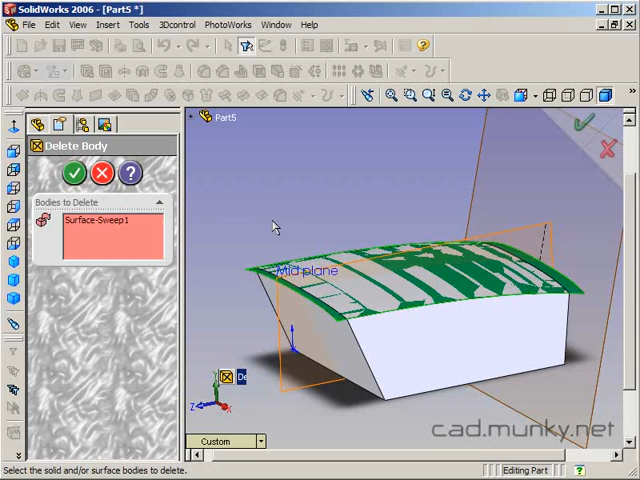 SolidWorks 2006 - [Part5 *]
File Edit View Insert Tools 3Dcontrol PhotoWorks Window Help
Part5
Delete Body
Bodies to Delete
Surface-Sweep1
Mid plane
De
Y
Z
X
Custom
cad.munky.net
Select the solid and/or surface bodies to delete.
Editing Part